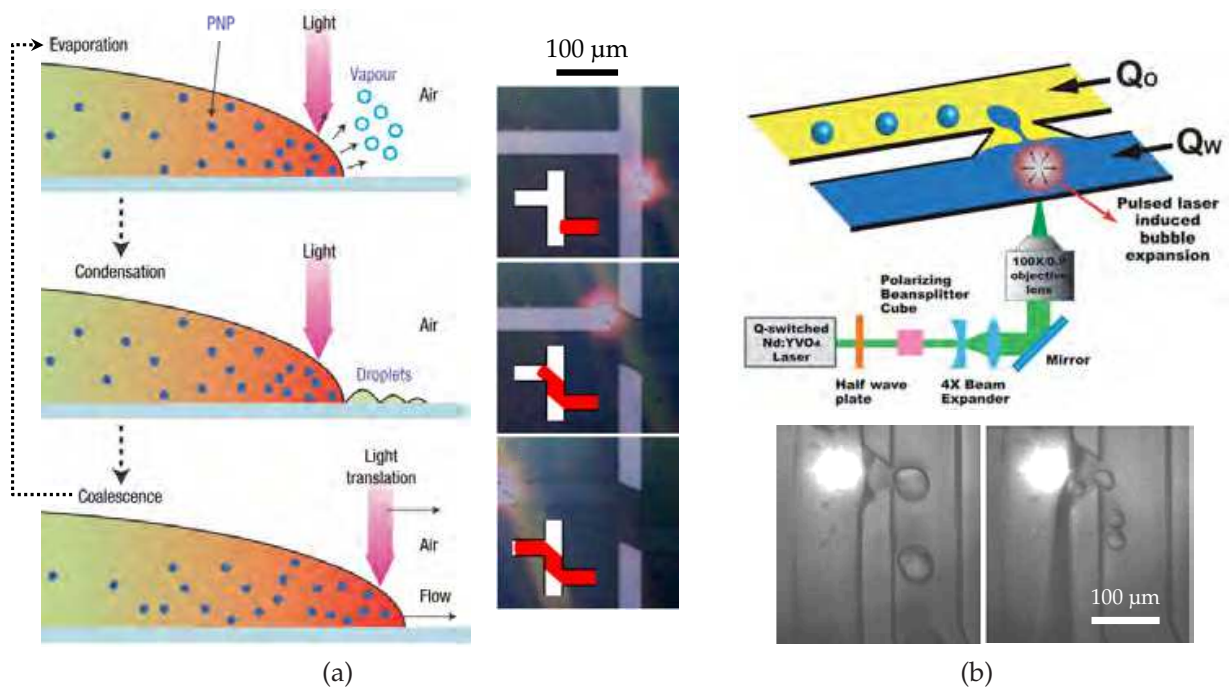 PNP
Light
Evaporation
Vapour
Air
Condensation
Light
Air
Droplets
Coalescence
Light
translation
Air
Flow
100 µm
(a)
Qo
Qw
Pulsed laser
induced
bubble
expansion
100X/0.9
objective
lens
Polarizing
Beansplitter
Cube
Q-switched
Nd:YVO4
Laser
Mirror
Half wave
plate
4X Beam
Expander
100 µm
(b)